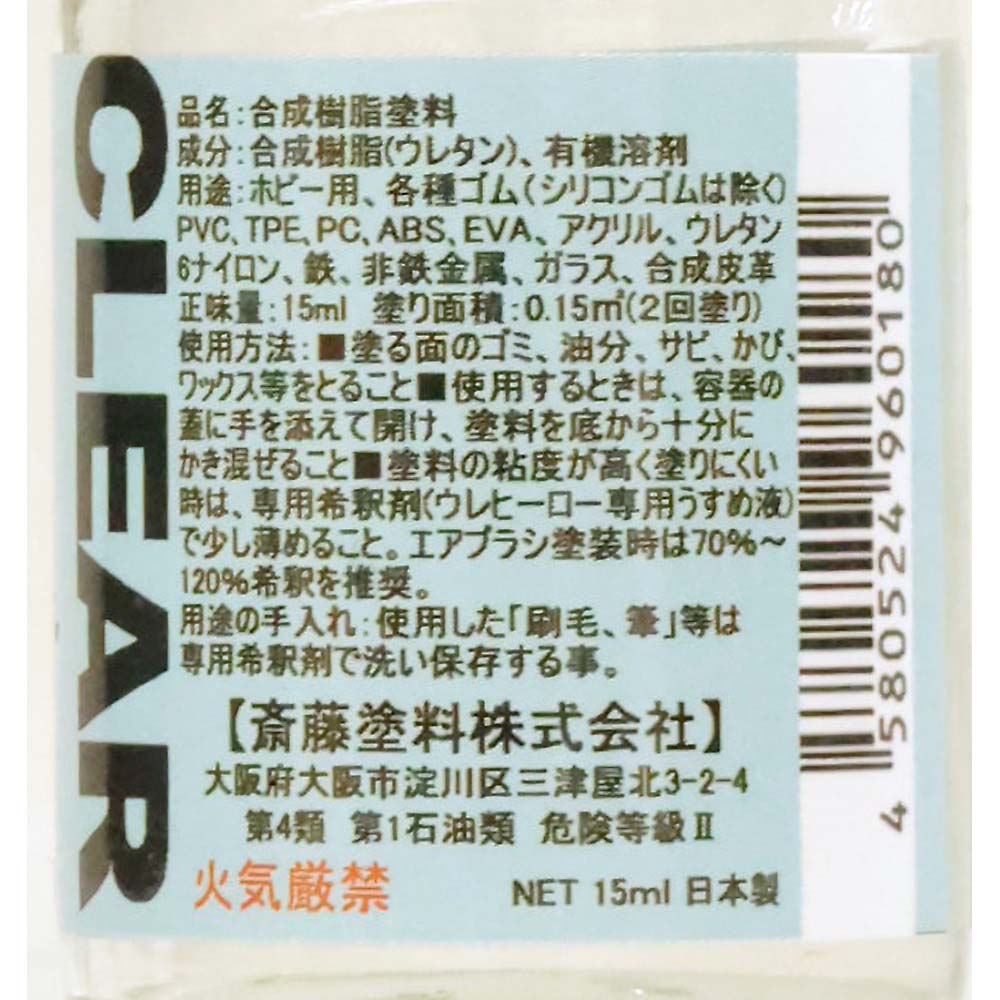 CLEAR
品名:合成樹脂塗料
成分:合成樹脂(ウレタン)、有機溶剤
用途:ホビー用、各種ゴム(シリコンゴムは除く)
PVC、TPE、PC、ABS、EVA、アクリル、ウレタン
6ナイロン、鉄、非鉄金属、ガラス、合成皮革
正味量:15ml 塗り面積:0.15㎡(2回塗り)
使用方法:■塗る面のゴミ、油分、サビ、かび、
ワックス等をとること■使用するときは、容器の
蓋に手を添えて開け、塗料を底から十分に
かき混ぜること■塗料の粘度が高く塗りにくい
時は、専用希釈剤(ウレヒーロー専用うすめ液)
で少し薄めること。エアブラシ塗装時は70%~
120%希釈を推奨。
用途の手入れ:使用した「刷毛、筆」等は
専用希釈剤で洗い保存する事。
【斎藤塗料株式会社】
大阪府大阪市淀川区三津屋北3-2-4
第4類 第1石油類 危険等級Ⅱ
火気厳禁 NET 15ml 日本製
4580524960180